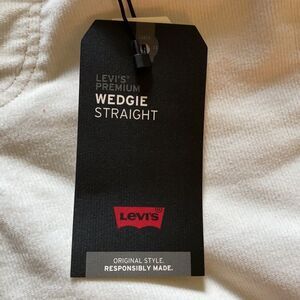 LEVI'S®
PREMIUM
WEDGIE
STRAIGHT
Levi's
ORIGINAL STYLE.
RESPONSIBLY MADE.